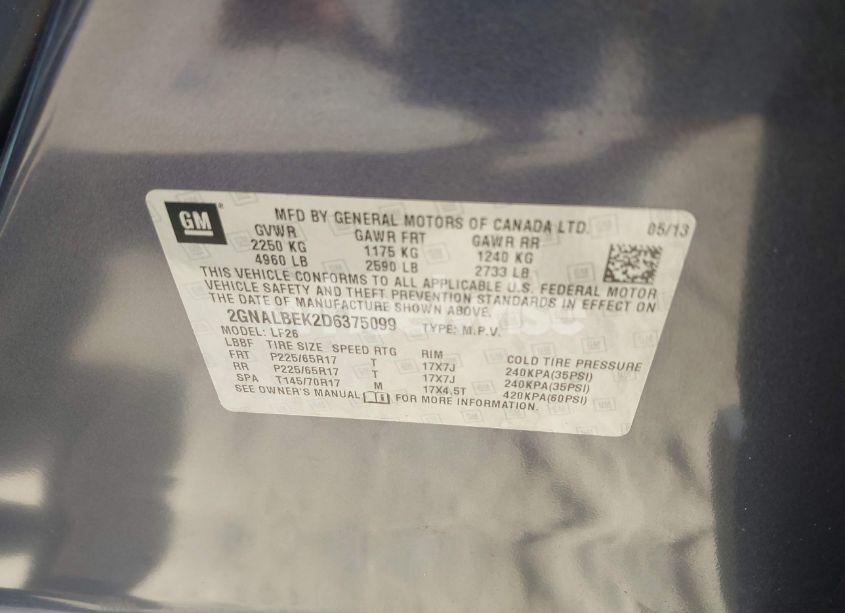 GM
MFD BY GENERAL MOTORS OF CANADA LTD. 05/13
GVWR GAWR FRT GAWR RR
2250 KG 1175 KG 1240 KG
4960 LB 2590 LB 2733 LB
THIS VEHICLE CONFORMS TO ALL APPLICABLE U.S. FEDERAL MOTOR
VEHICLE SAFETY AND THEFT PREVENTION STANDARDS IN EFFECT ON
THE DATE OF MANUFACTURE SHOWN ABOVE.
2GNALBEK2D6375099 TYPE: M.P.V.
MODEL: LF26
LBBF TIRE SIZE SPEED RTG RIM COLD TIRE PRESSURE
FRT P225/65R17 T 17X7J 240KPA(35PSI)
RR P225/65R17 T 17X7J 240KPA(35PSI)
SPA T145/70R17 M 17X4.5T 420KPA(60PSI)
SEE OWNER'S MANUAL FOR MORE INFORMATION.